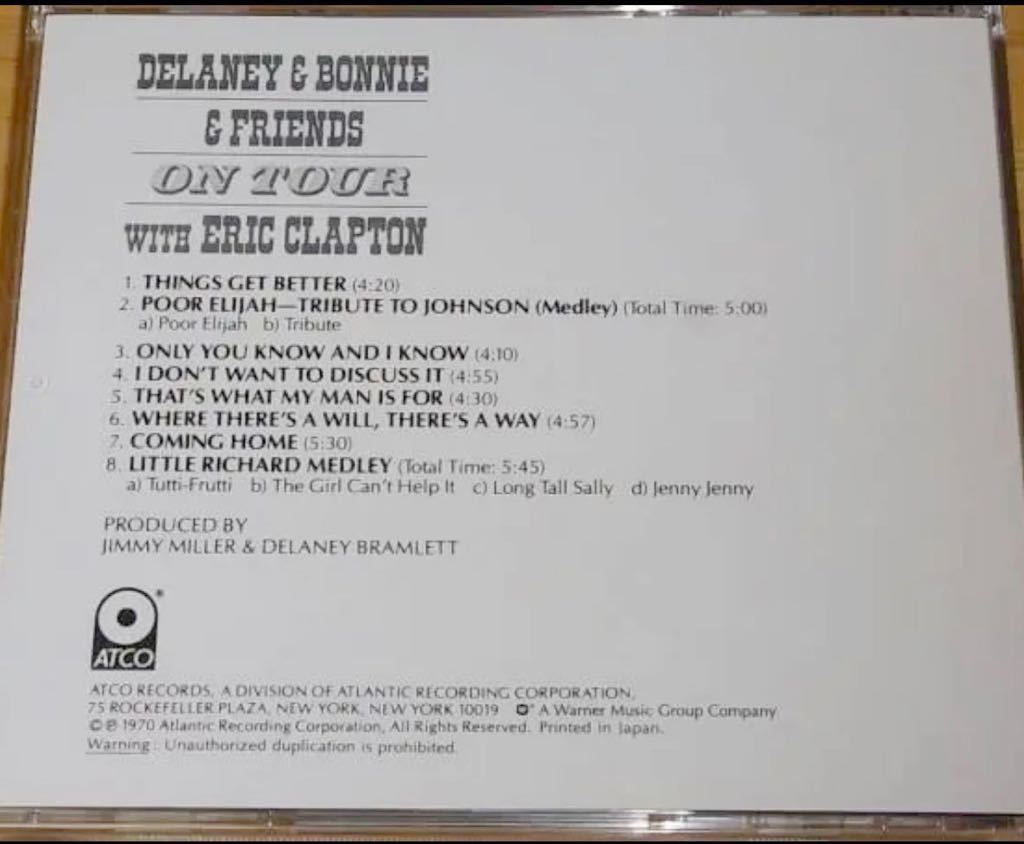 DELANEY & BONNIE
& FRIENDS
ON TOUR
WITH ERIC CLAPTON
1. THINGS GET BETTER (4:20)
2. POOR ELIJAH—TRIBUTE TO JOHNSON (Medley) (Total Time: 5:00)
a) Poor Elijah b) Tribute
3. ONLY YOU KNOW AND I KNOW (4:10)
4. I DON'T WANT TO DISCUSS IT (4:55)
5. THAT'S WHAT MY MAN IS FOR (4:30)
6. WHERE THERE'S A WILL, THERE'S A WAY (4:57)
7. COMING HOME (5:30)
8. LITTLE RICHARD MEDLEY (Total Time: 5:45)
a) Tutti-Frutti b) The Girl Can't Help It c) Long Tall Sally d) Jenny Jenny
PRODUCED BY
JIMMY MILLER & DELANEY BRAMLETT
ATCO®
ATCO RECORDS, A DIVISION OF ATLANTIC RECORDING CORPORATION,
75 ROCKEFELLER PLAZA, NEW YORK, NEW YORK 10019 A Warner Music Group Company
© ℗ 1970 Atlantic Recording Corporation, All Rights Reserved. Printed in Japan.
Warning : Unauthorized duplication is prohibited.